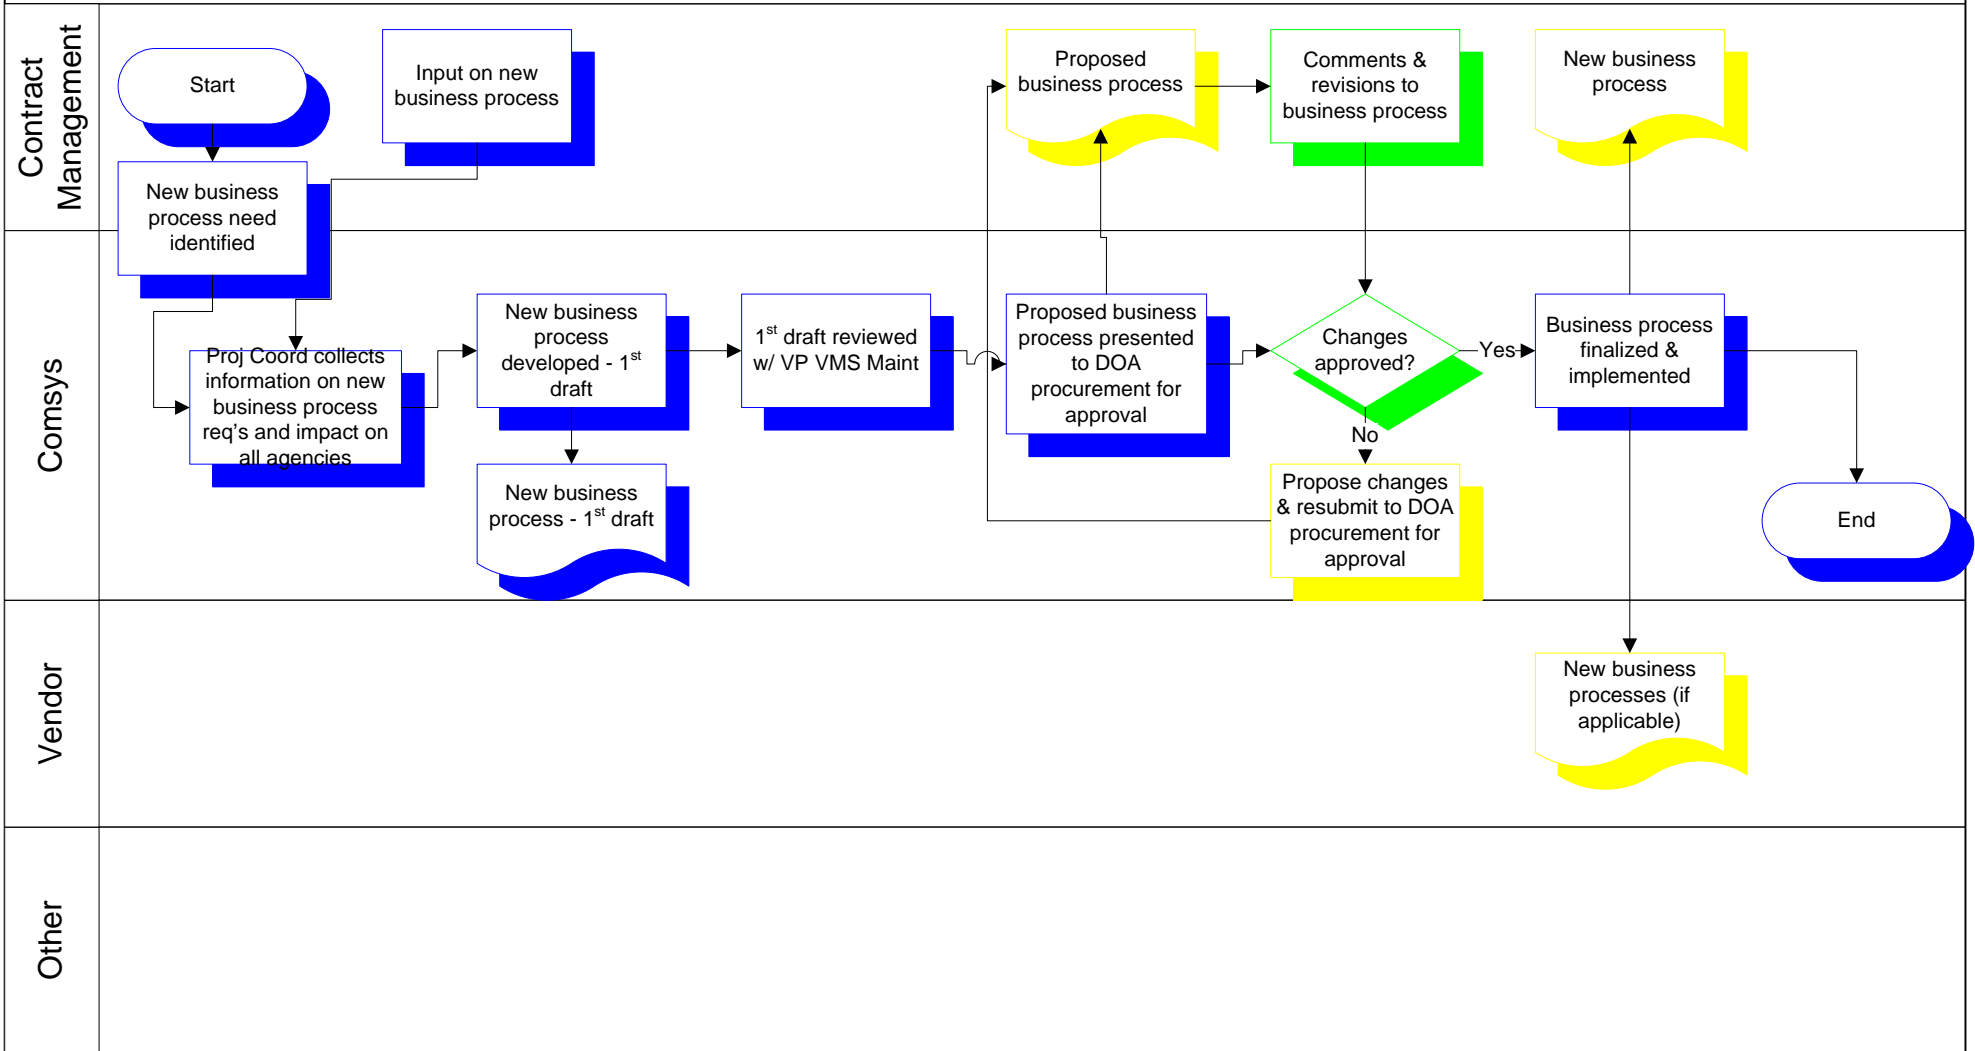 Contract
Management
Start
Input on new
business process
Proposed
business process
Comments &
revisions to
business process
New business
process
New business
process need
identified
Comsys
Proj Coord collects
information on new
business process
req's and impact on
all agencies
New business
process
developed - 1st
draft
1st draft reviewed
w/ VP VMS Maint
Proposed business
process presented
to DOA
procurement for
approval
Changes
approved?
Yes
Business process
finalized &
implemented
No
New business
process - 1st draft
Propose changes
& resubmit to DOA
procurement for
approval
End
Vendor
New business
processes (if
applicable)
Other